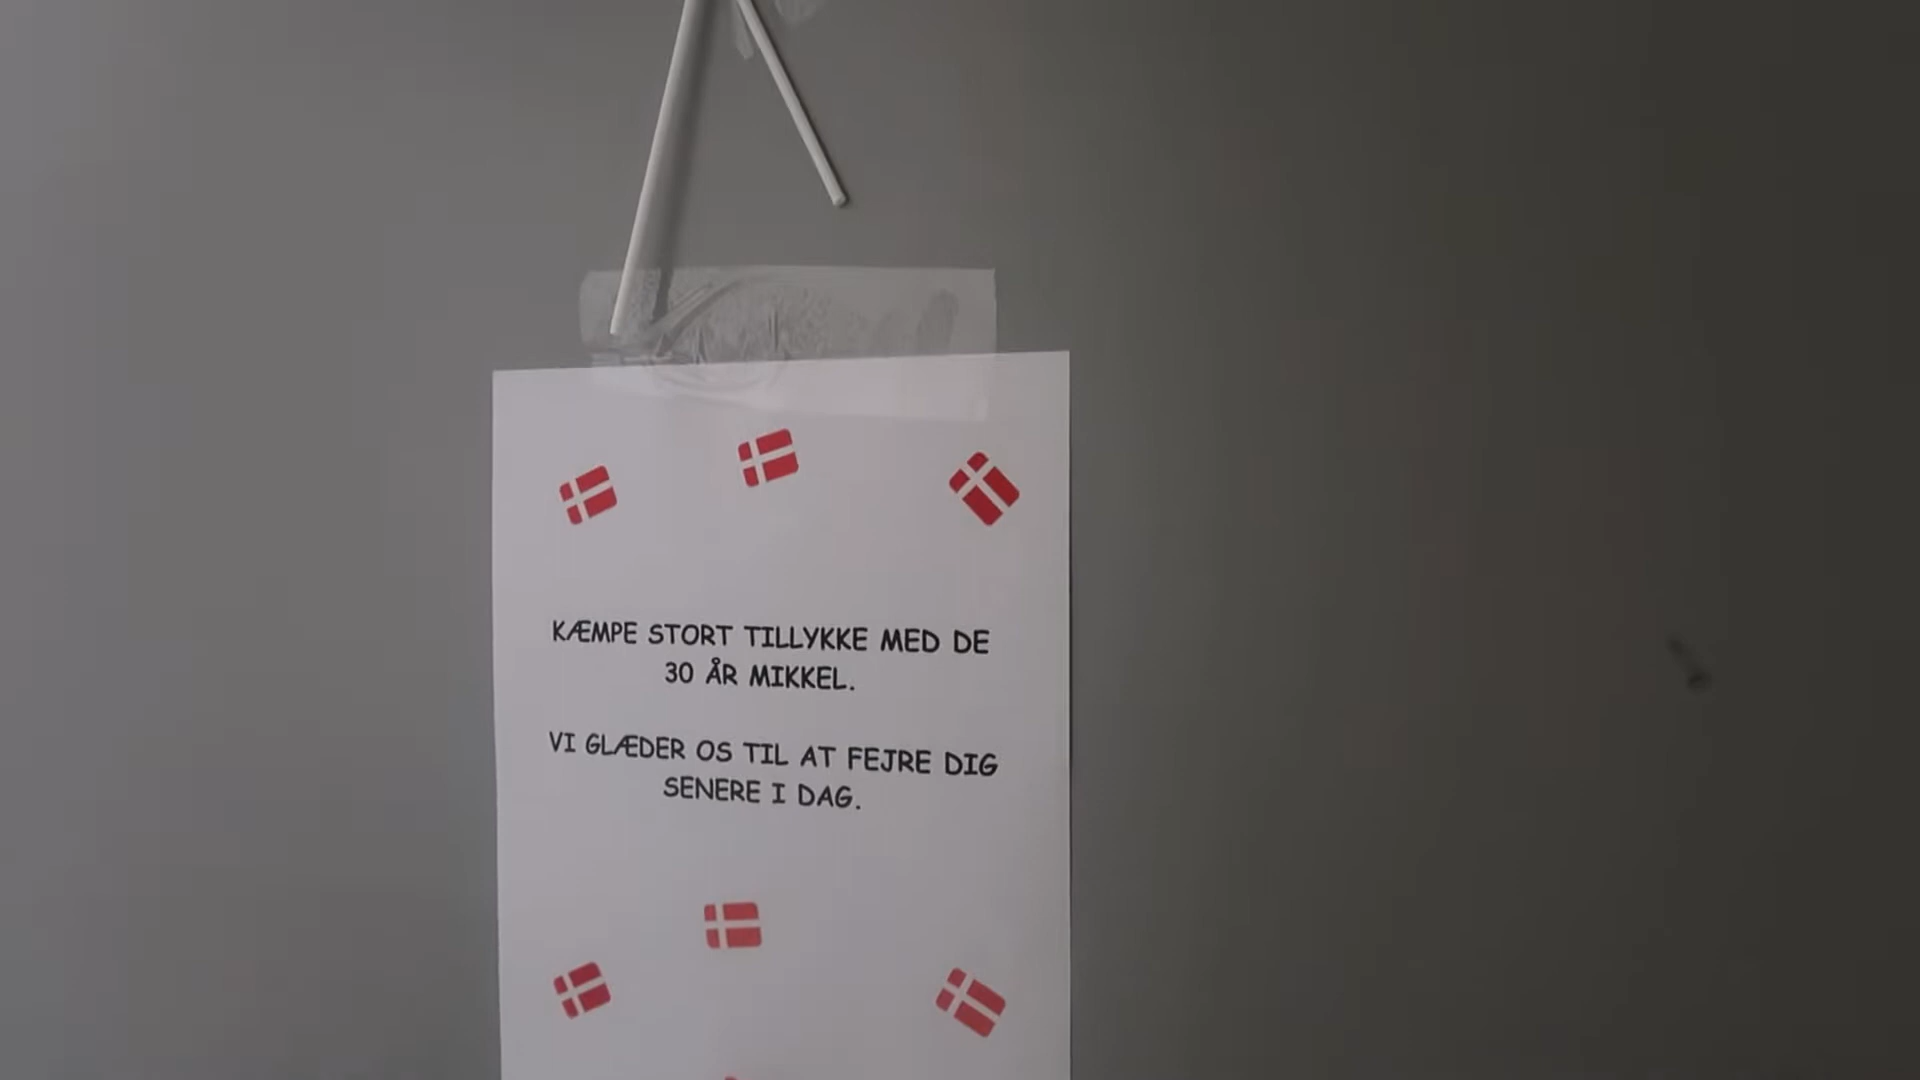 KÆMPE STORT TILLYKKE MED DE
30 ÅR MIKKEL.
VI GLÆDER OS TIL AT FEJRE DIG
SENERE I DAG.